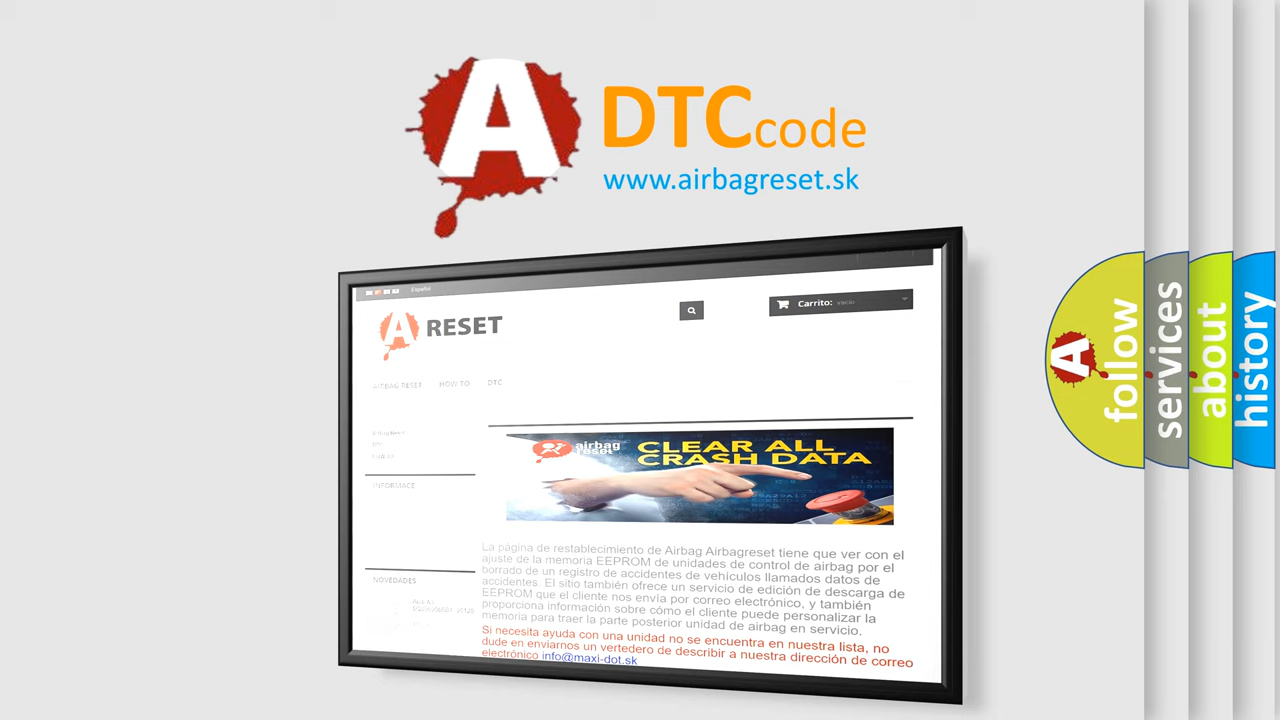 A DTC code
www.airbagreset.sk
Español
A RESET
Carrito: vacío
AIRBAG RESET HOW TO DTC
INFORMACE
NOVEDADES
airbag
reset
CLEAR ALL
CRASH DATA
La página de restablecimiento de Airbag Airbagreset tiene que ver con el
ajuste de la memoria EEPROM de unidades de control de airbag por el
borrado de un registro de accidentes de vehículos llamados datos de
accidentes. El sitio también ofrece un servicio de edición de descarga de
EEPROM que el cliente nos envía por correo electrónico, y también
proporciona información sobre cómo el cliente puede personalizar la
memoria para traer la parte posterior unidad de airbag en servicio.
Si necesita ayuda con una unidad no se encuentra en nuestra lista, no
dude en enviarnos un vertedero de describir a nuestra dirección de correo
electrónico info@maxi-dot.sk
A follow
services
about
history